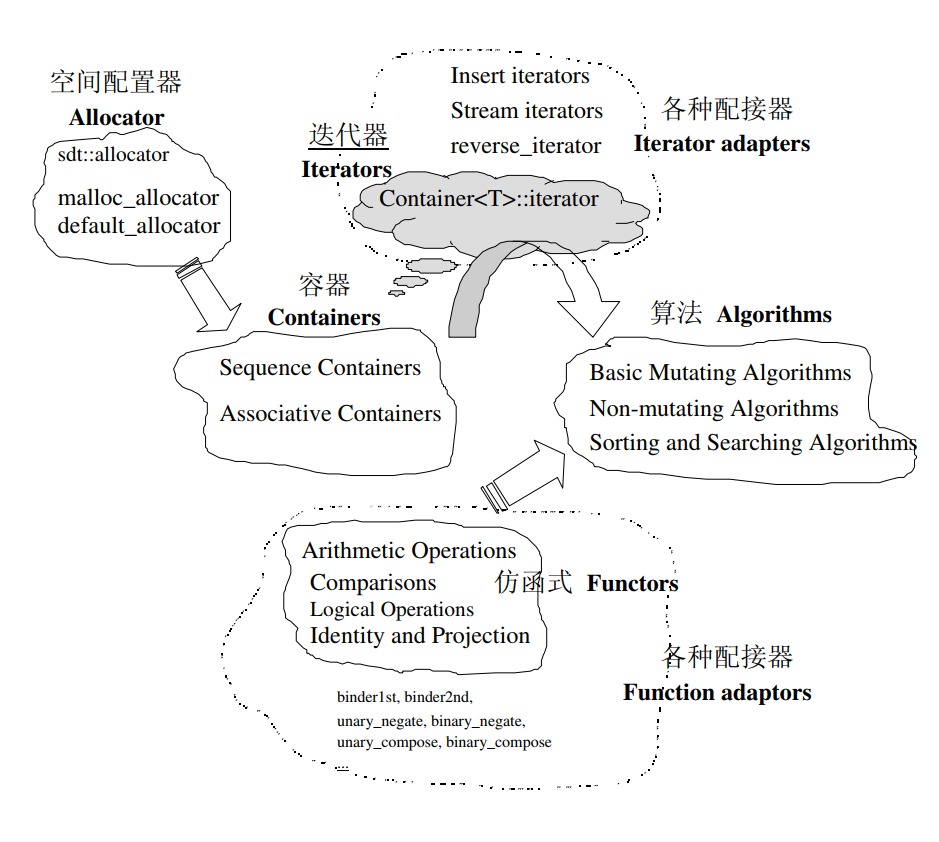 空间配置器
Allocator
sdt::allocator
malloc_allocator
default_allocator
迭代器
Iterators
Insert iterators
Stream iterators
reverse_iterator
Container<T>::iterator
各种配接器
Iterator adapters
容器
Containers
Sequence Containers
Associative Containers
算法 Algorithms
Basic Mutating Algorithms
Non-mutating Algorithms
Sorting and Searching Algorithms
Arithmetic Operations
Comparisons
Logical Operations
Identity and Projection
仿函式 Functors
各种配接器
Function adaptors
binder1st, binder2nd,
unary_negate, binary_negate,
unary_compose, binary_compose
...